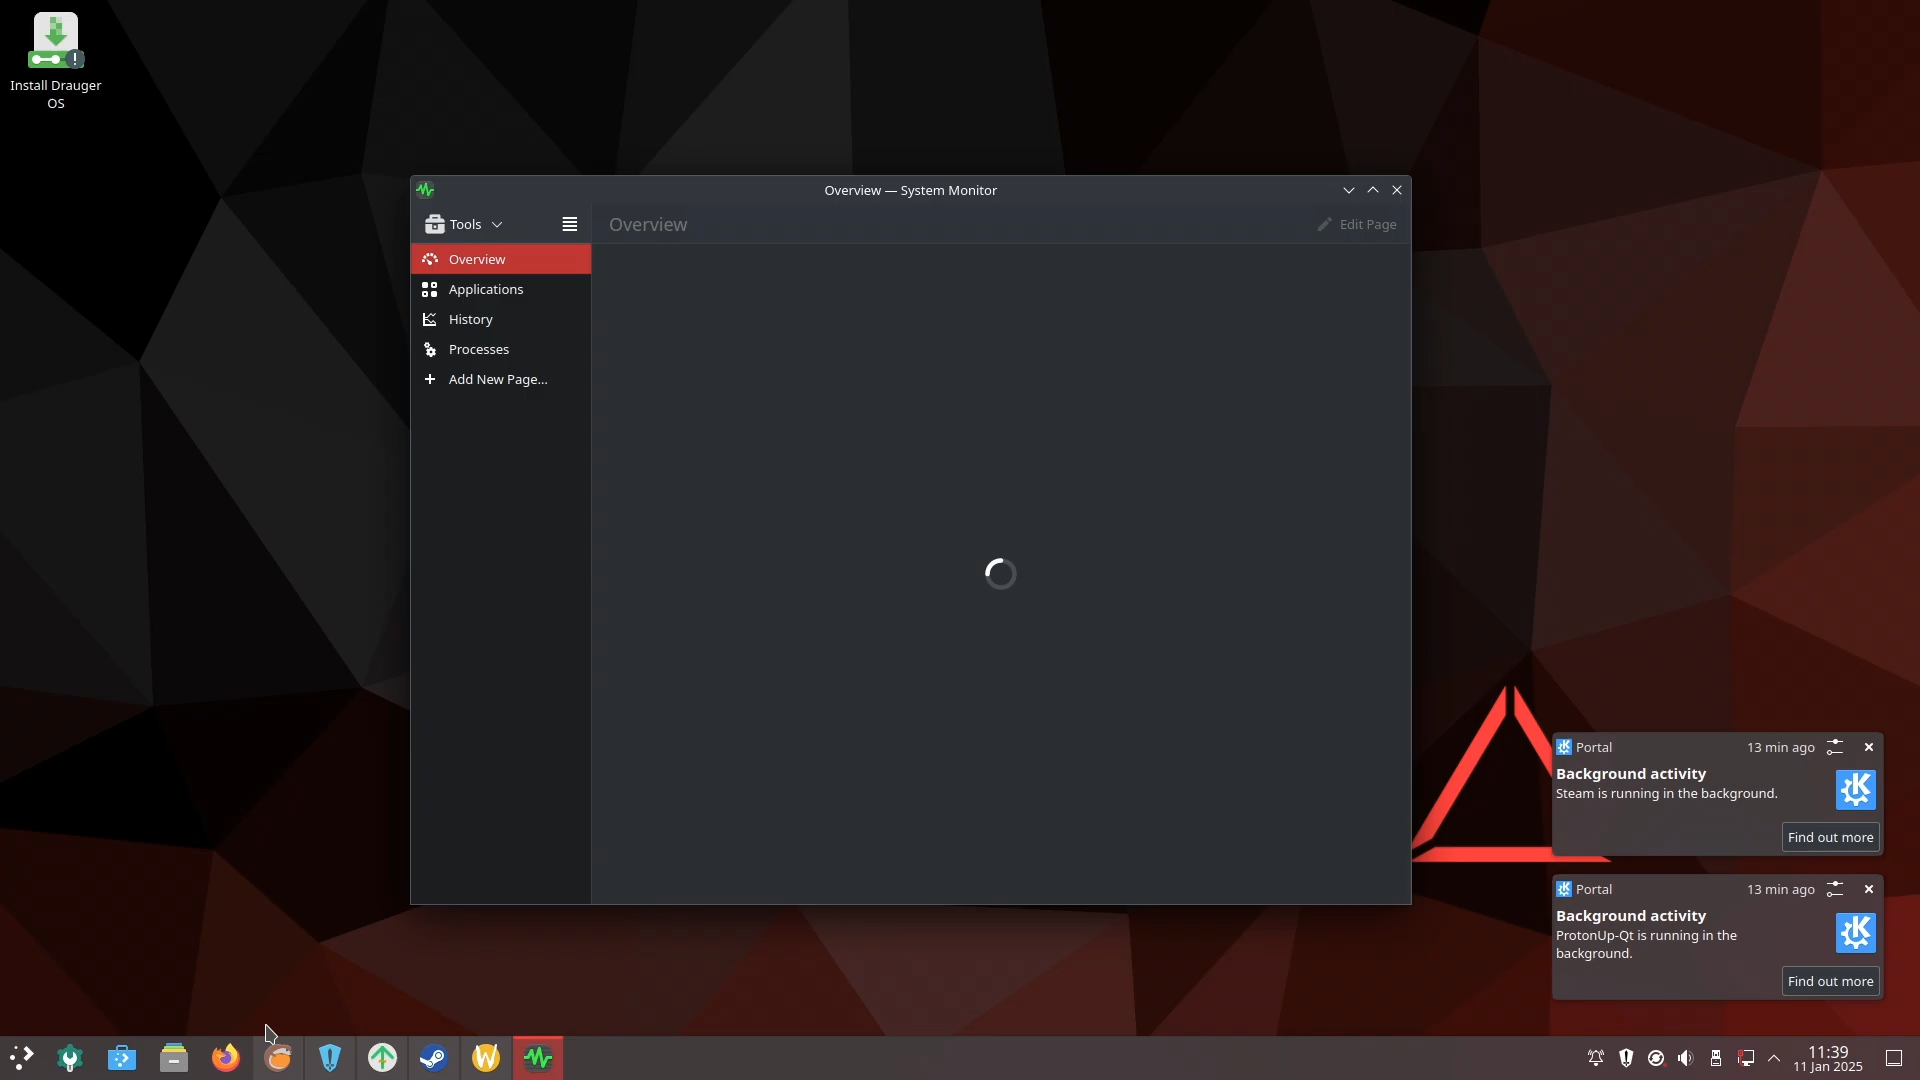 Install Drauger
OS
Overview — System Monitor
Tools
Overview
Edit Page
Overview
Applications
History
Processes
Add New Page...
Portal
13 min ago
Background activity
Steam is running in the background.
Find out more
Portal
13 min ago
Background activity
ProtonUp-Qt is running in the
background.
Find out more
11:39
11 Jan 2025